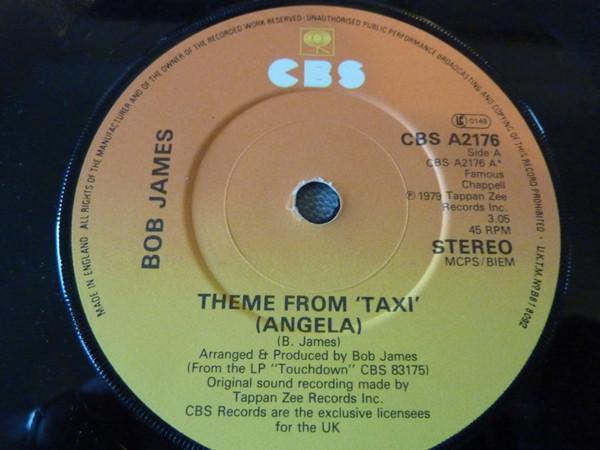 MADE IN ENGLAND ALL RIGHTS OF THE MANUFACTURER AND OF THE OWNER OF THE RECORDED WORK RESERVED · UNAUTHORISED PUBLIC PERFORMANCE BROADCASTING AND COPYING OF THIS RECORD PROHIBITED · U.K.T.M. Nº B618092
CBS
BOB JAMES
0149
CBS A2176
Side A
CBS A2176 A*
Famous
Chappell
℗ 1979 Tappan Zee
Records Inc.
3.05
45 RPM
STEREO
MCPS/BIEM
THEME FROM 'TAXI'
(ANGELA)
(B. James)
Arranged & Produced by Bob James
(From the LP "Touchdown" CBS 83175)
Original sound recording made by
Tappan Zee Records Inc.
CBS Records are the exclusive licensees
for the UK